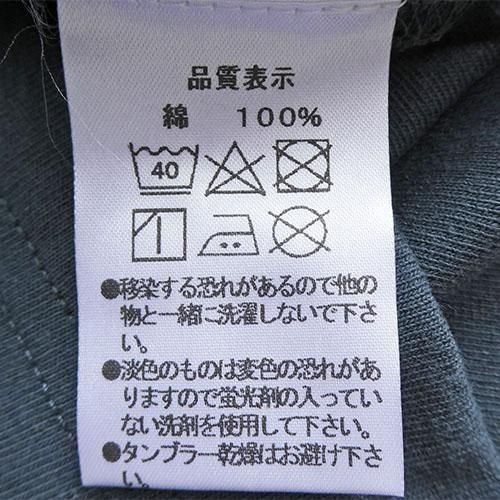 品質表示
綿 100%
40
●移染する恐れがあるので他の
物と一緒に洗濯しないで下さ
い。
●淡色のものは変色の恐れがあ
りますので蛍光剤の入ってい
ない洗剤を使用して下さい。
●タンブラー乾燥はお避け下さ
い。